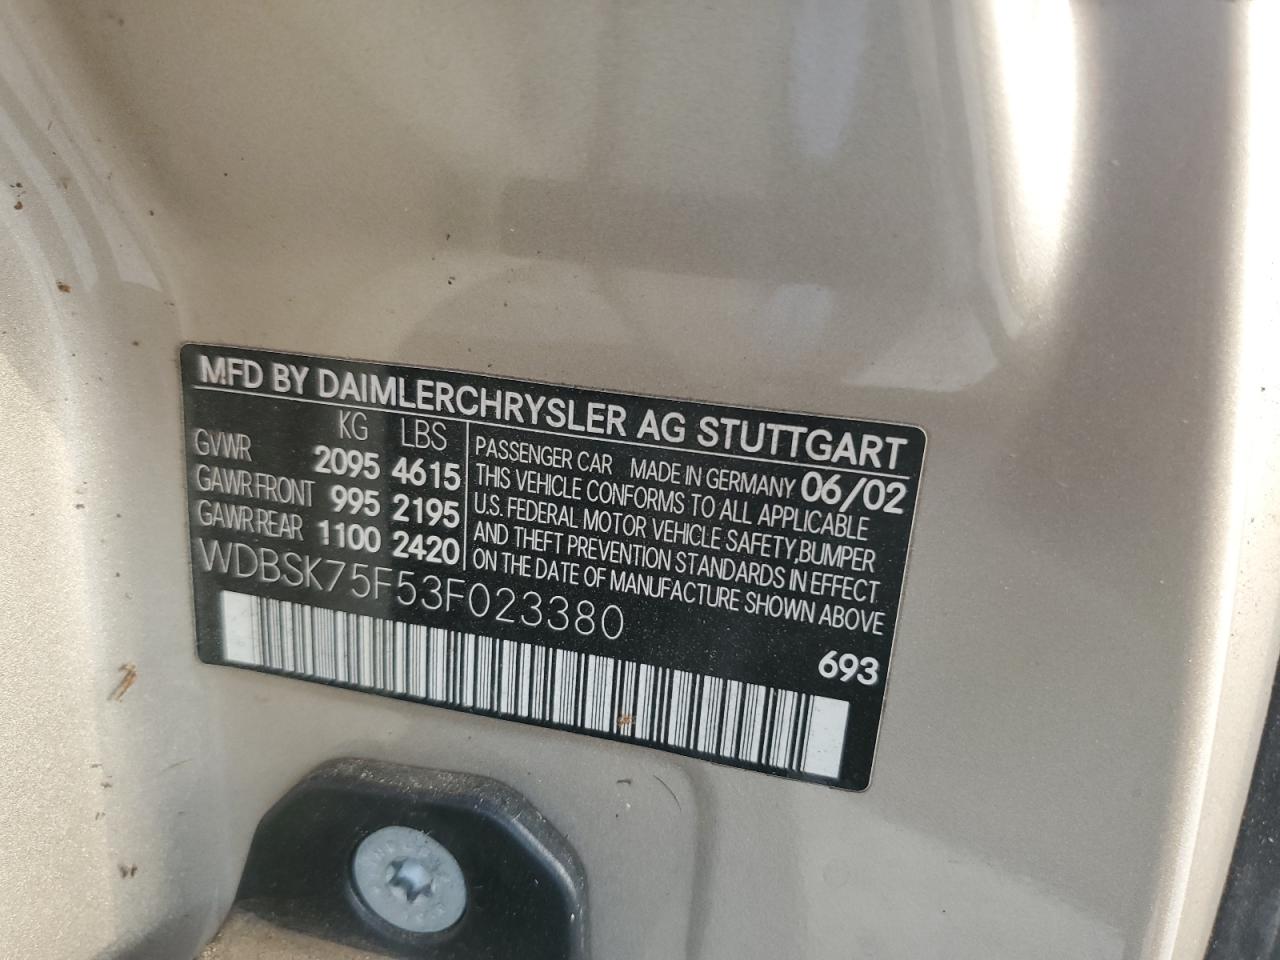 MFD BY DAIMLERCHRYSLER AG STUTTGART
KG LBS
GVWR 2095 4615
GAWR FRONT 995 2195
GAWR REAR 1100 2420
PASSENGER CAR MADE IN GERMANY 06/02
THIS VEHICLE CONFORMS TO ALL APPLICABLE
U.S. FEDERAL MOTOR VEHICLE SAFETY, BUMPER
AND THEFT PREVENTION STANDARDS IN EFFECT
ON THE DATE OF MANUFACTURE SHOWN ABOVE
WDBSK75F53F023380
693